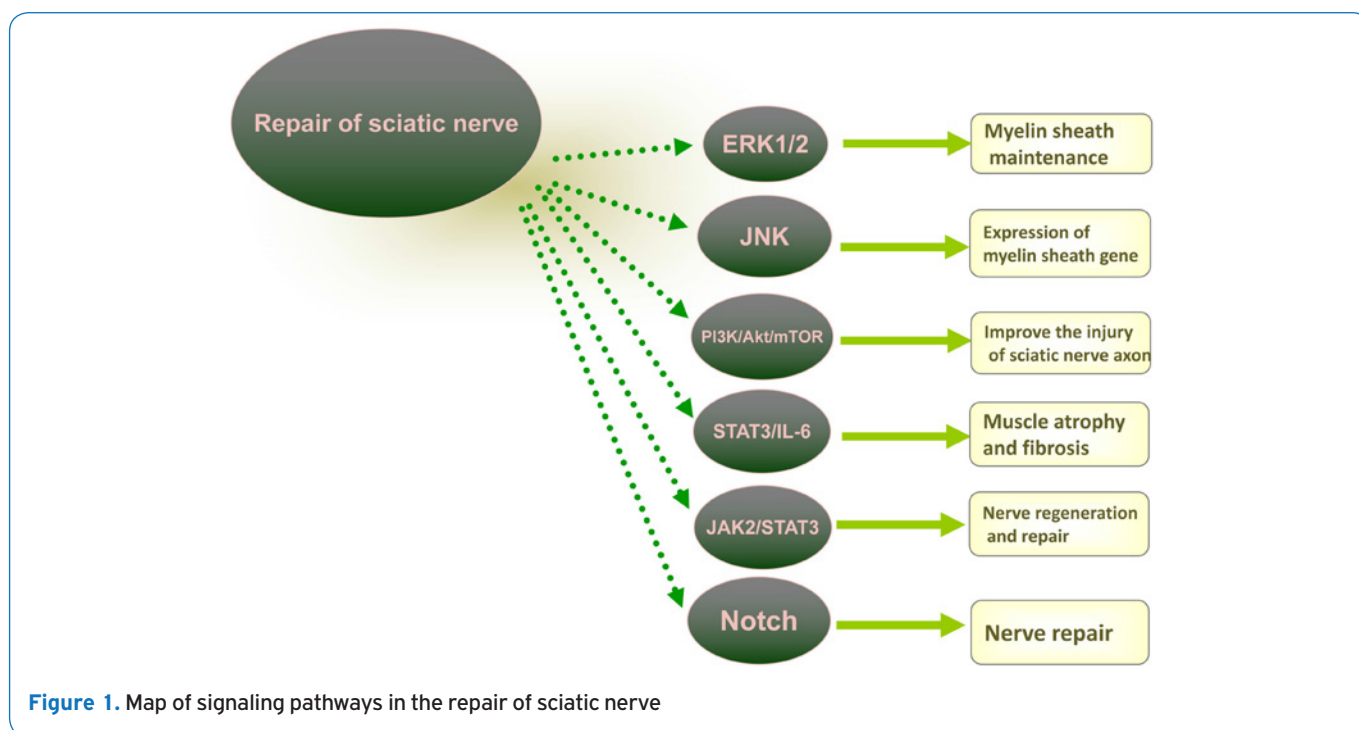 Repair of sciatic nerve
ERK1/2
Myelin sheath
maintenance
JNK
Expression of
myelin sheath gene
PI3K/Akt/mTOR
Improve the injury
of sciatic nerve axon
STAT3/IL-6
Muscle atrophy
and fibrosis
JAK2/STAT3
Nerve regeneration
and repair
Notch
Nerve repair
Figure 1. Map of signaling pathways in the repair of sciatic nerve